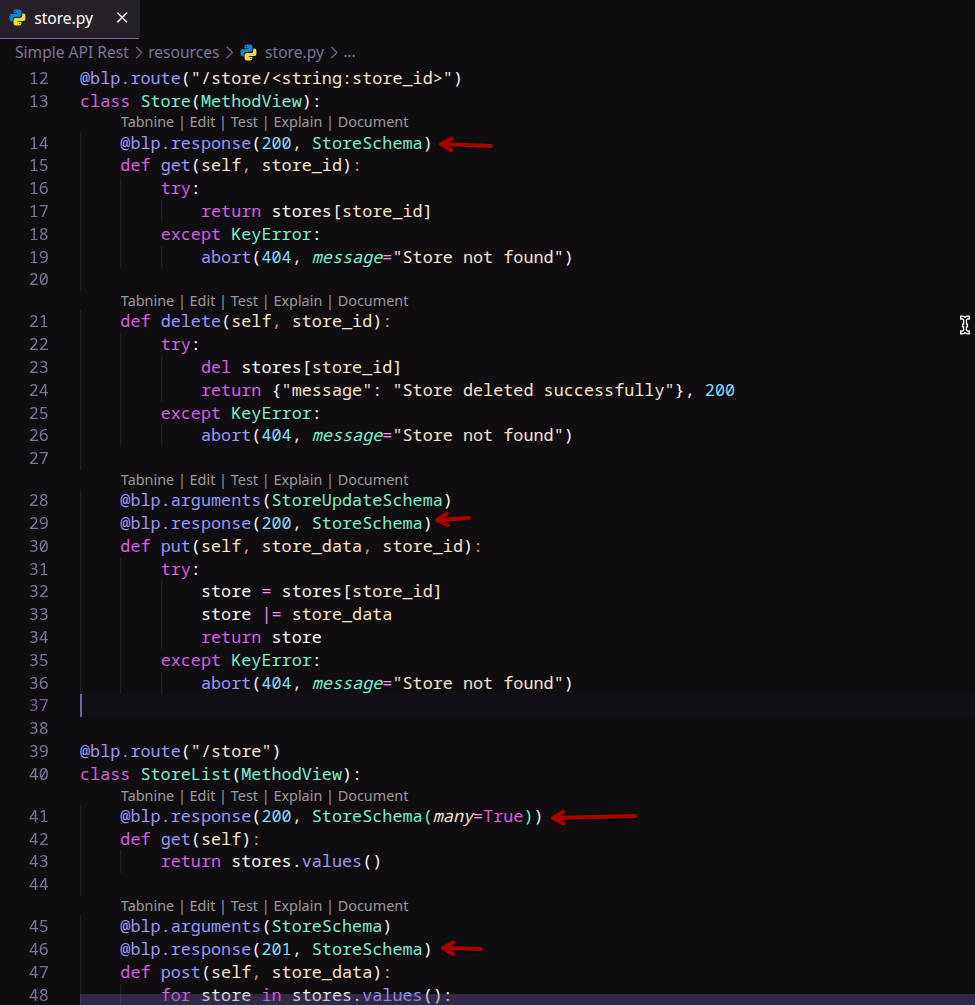 store.py ×
Simple API Rest > resources > store.py > ...
12 @blp.route("/store/<string:store_id>")
13 class Store(MethodView):
Tabnine | Edit | Test | Explain | Document
14     @blp.response(200, StoreSchema)
15     def get(self, store_id):
16         try:
17             return stores[store_id]
18         except KeyError:
19             abort(404, message="Store not found")
20
Tabnine | Edit | Test | Explain | Document
21     def delete(self, store_id):
22         try:
23             del stores[store_id]
24             return {"message": "Store deleted successfully"}, 200
25         except KeyError:
26             abort(404, message="Store not found")
27
Tabnine | Edit | Test | Explain | Document
28     @blp.arguments(StoreUpdateSchema)
29     @blp.response(200, StoreSchema)
30     def put(self, store_data, store_id):
31         try:
32             store = stores[store_id]
33             store |= store_data
34             return store
35         except KeyError:
36             abort(404, message="Store not found")
37
38
39 @blp.route("/store")
40 class StoreList(MethodView):
Tabnine | Edit | Test | Explain | Document
41     @blp.response(200, StoreSchema(many=True))
42     def get(self):
43         return stores.values()
44
Tabnine | Edit | Test | Explain | Document
45     @blp.arguments(StoreSchema)
46     @blp.response(201, StoreSchema)
47     def post(self, store_data):
48         for store in stores.values():